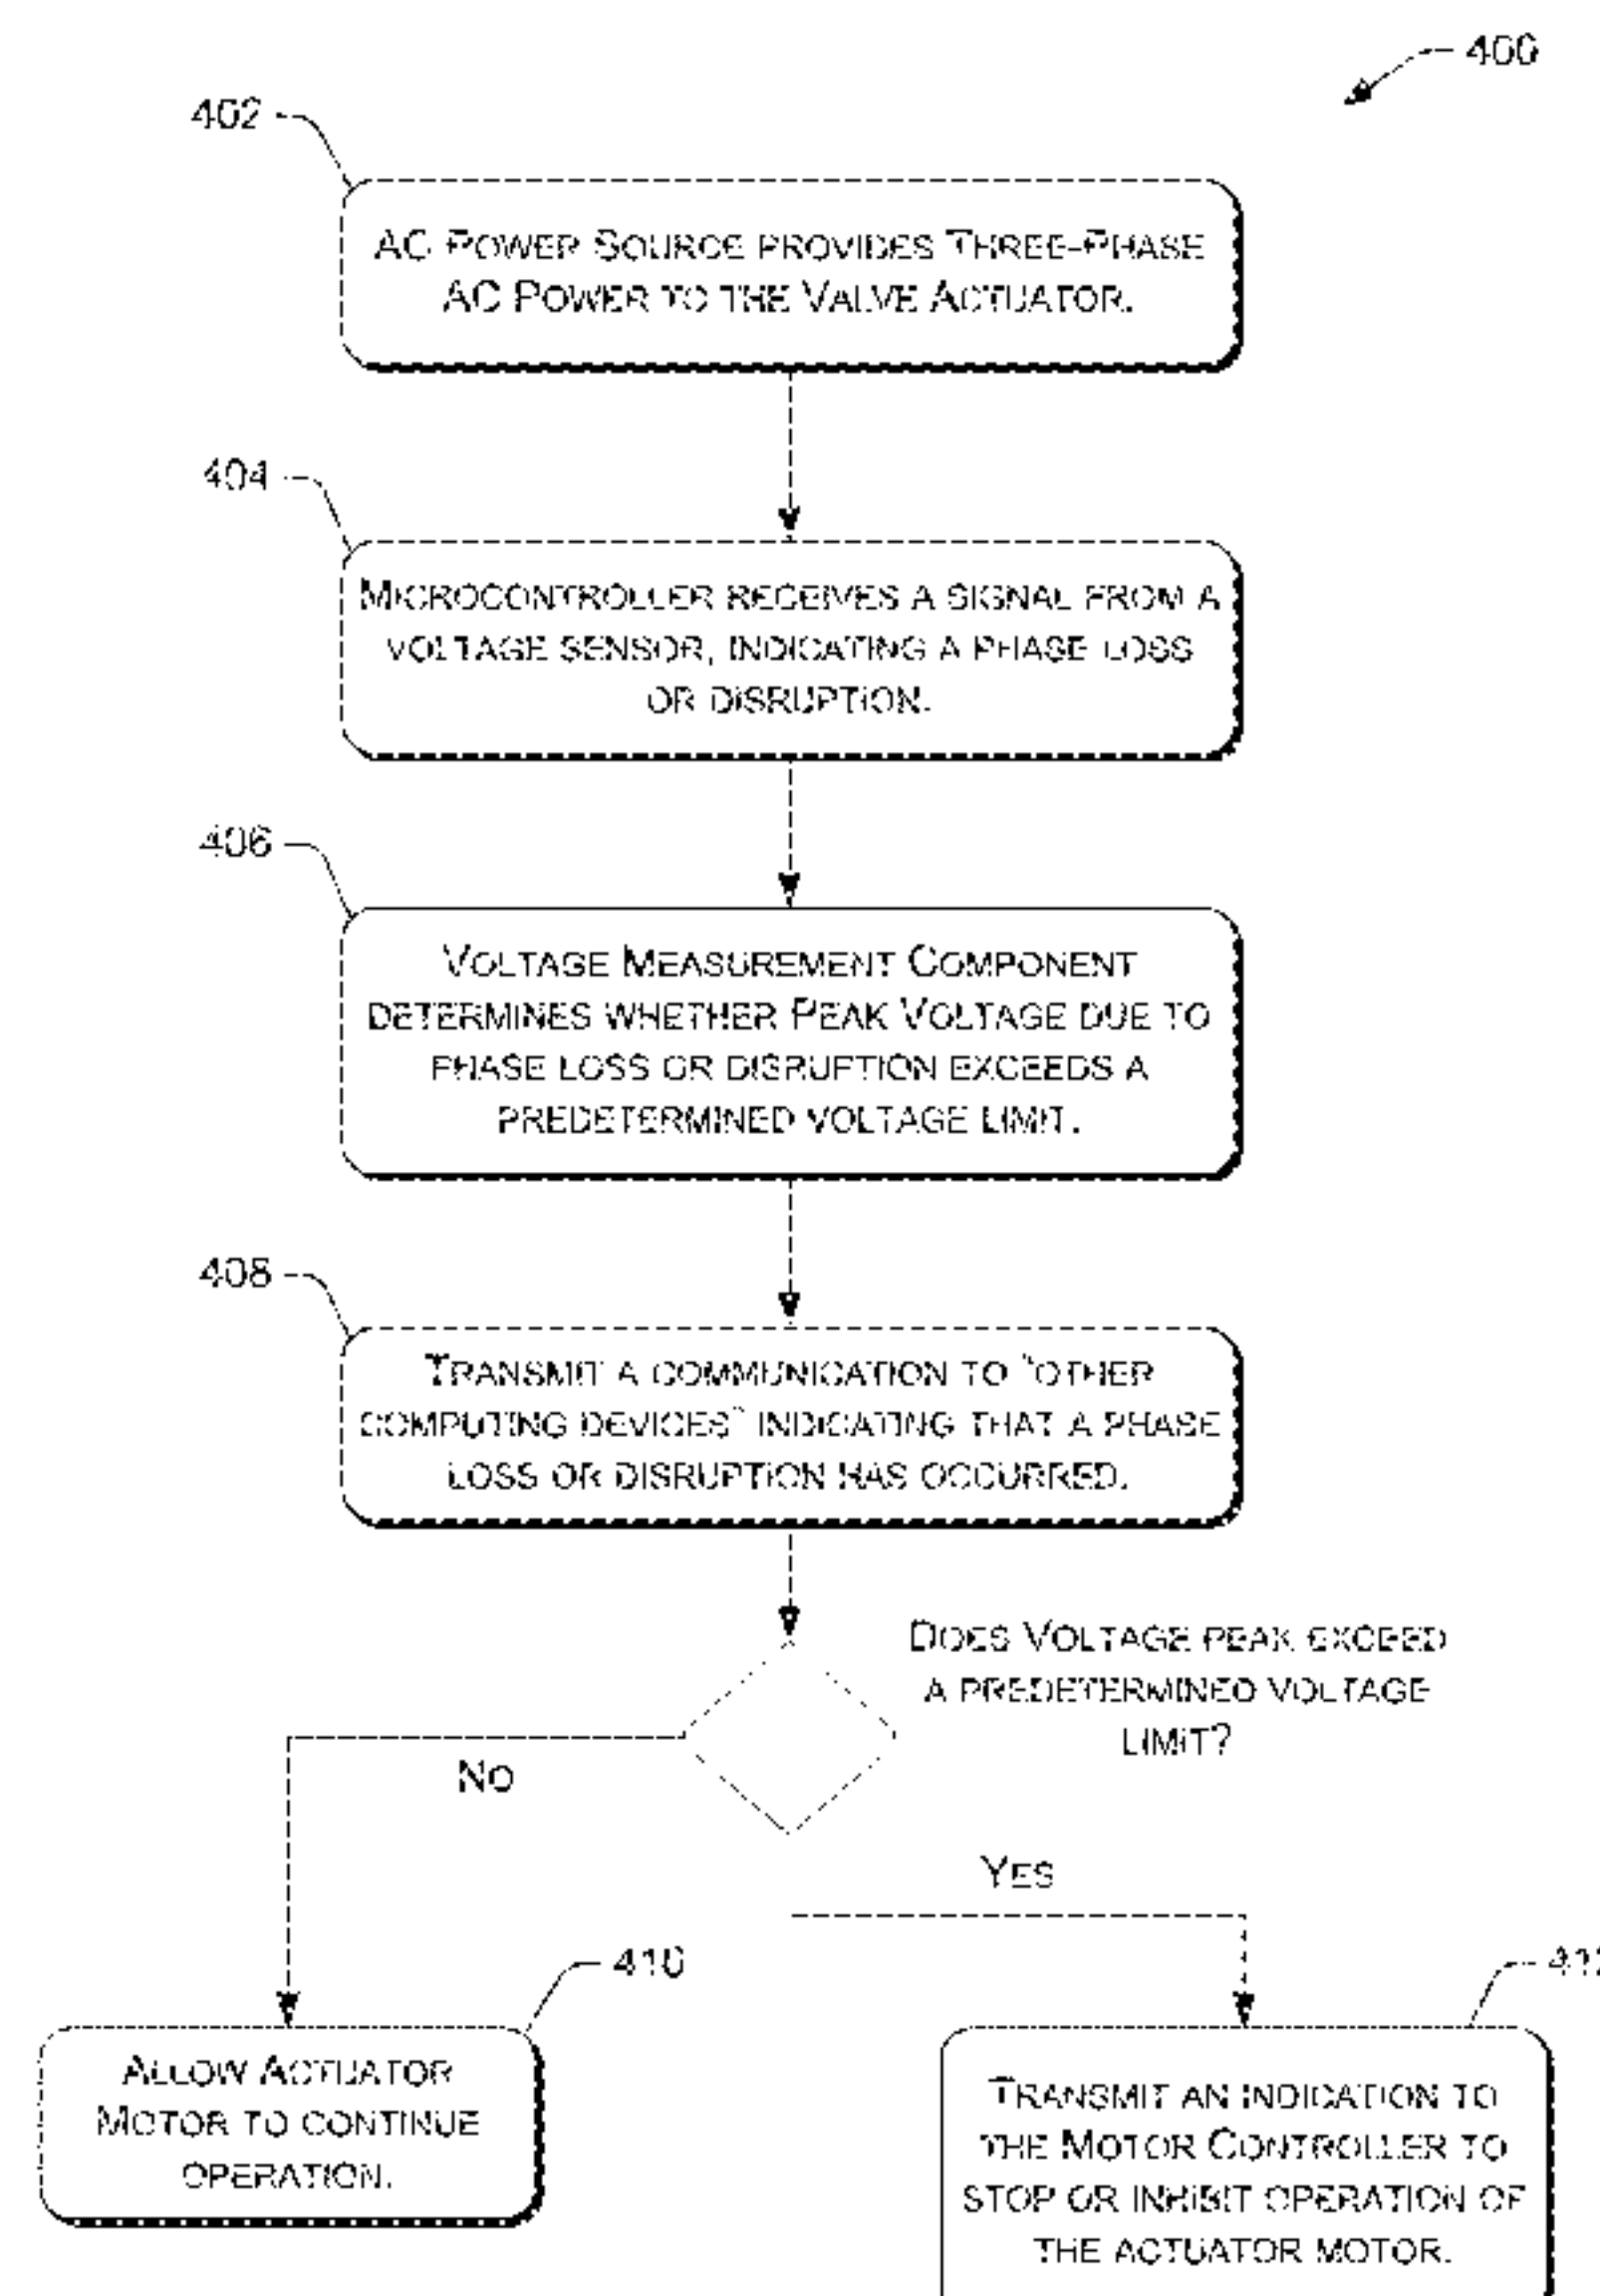 400
402
AC POWER SOURCE PROVIDES THREE-PHASE
AC POWER TO THE VALVE ACTUATOR.
404
MICROCONTROLLER RECEIVES A SIGNAL FROM A
VOLTAGE SENSOR, INDICATING A PHASE LOSS
OR DISRUPTION.
406
VOLTAGE MEASUREMENT COMPONENT
DETERMINES WHETHER PEAK VOLTAGE DUE TO
PHASE LOSS OR DISRUPTION EXCEEDS A
PREDETERMINED VOLTAGE LIMIT.
408
TRANSMIT A COMMUNICATION TO "OTHER
COMPUTING DEVICES" INDICATING THAT A PHASE
LOSS OR DISRUPTION HAS OCCURRED.
DOES VOLTAGE PEAK EXCEED
A PREDETERMINED VOLTAGE
LIMIT?
NO
YES
410
ALLOW ACTUATOR
MOTOR TO CONTINUE
OPERATION.
TRANSMIT AN INDICATION TO
THE MOTOR CONTROLLER TO
STOP OR INHIBIT OPERATION OF
THE ACTUATOR MOTOR.